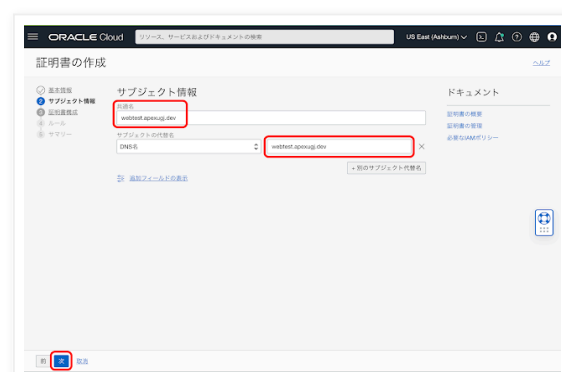 ORACLE Cloud
リソース、サービスおよびドキュメントの検索
US East (Ashburn)
証明書の作成
ヘルプ
基本情報
2 サブジェクト情報
3 証明書構成
4 ルール
5 サマリー
サブジェクト情報
共通名
webtest.apexugj.dev
サブジェクトの代替名
DNS名
webtest.apexugj.dev
+ 別のサブジェクト代替名
追加フィールドの表示
ドキュメント
証明書の概要
証明書の管理
必要なIAMポリシー
前
次
取消